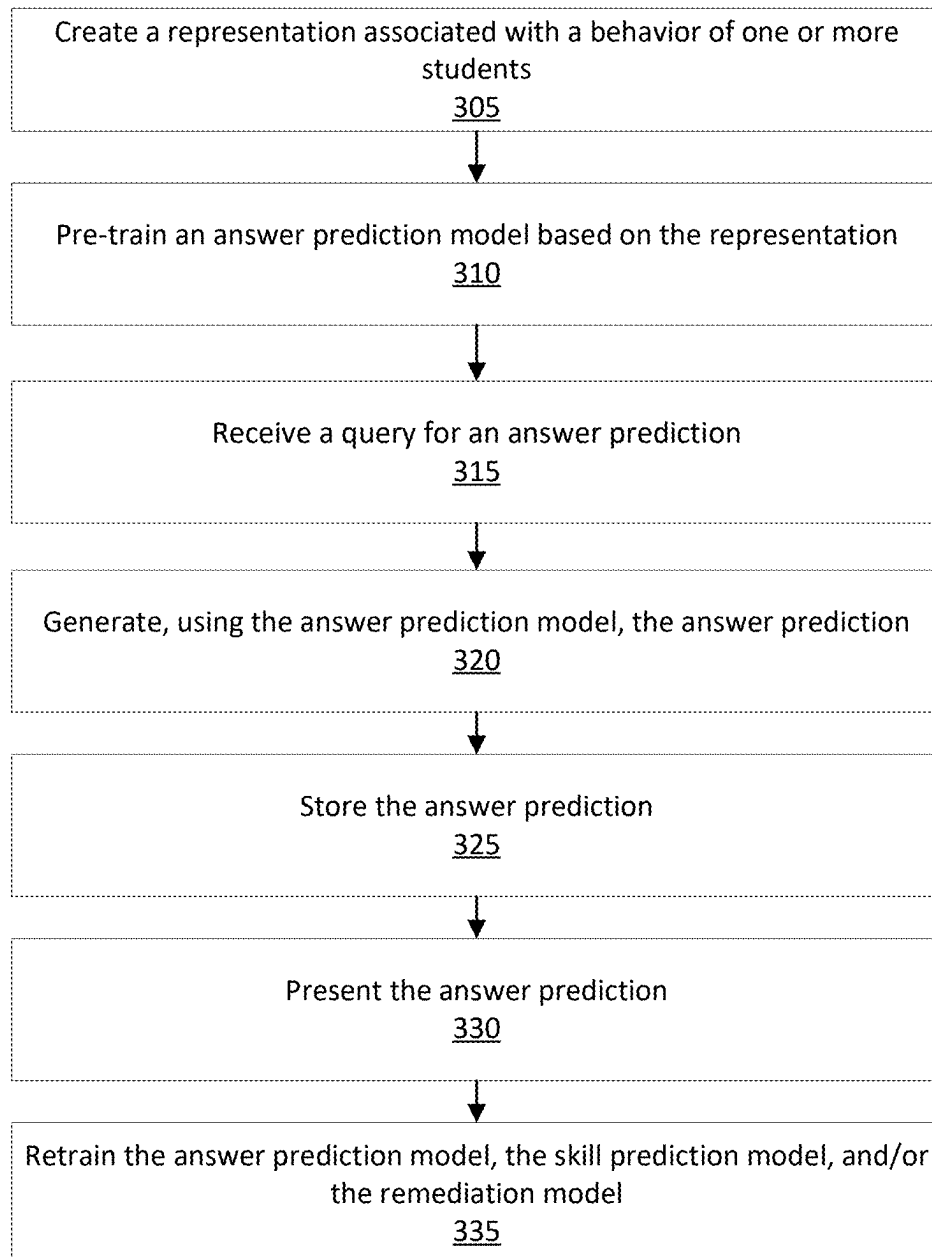 Create a representation associated with a behavior of one or more
students
305
Pre-train an answer prediction model based on the representation
310
Receive a query for an answer prediction
315
Generate, using the answer prediction model, the answer prediction
320
Store the answer prediction
325
Present the answer prediction
330
Retrain the answer prediction model, the skill prediction model, and/or
the remediation model
335